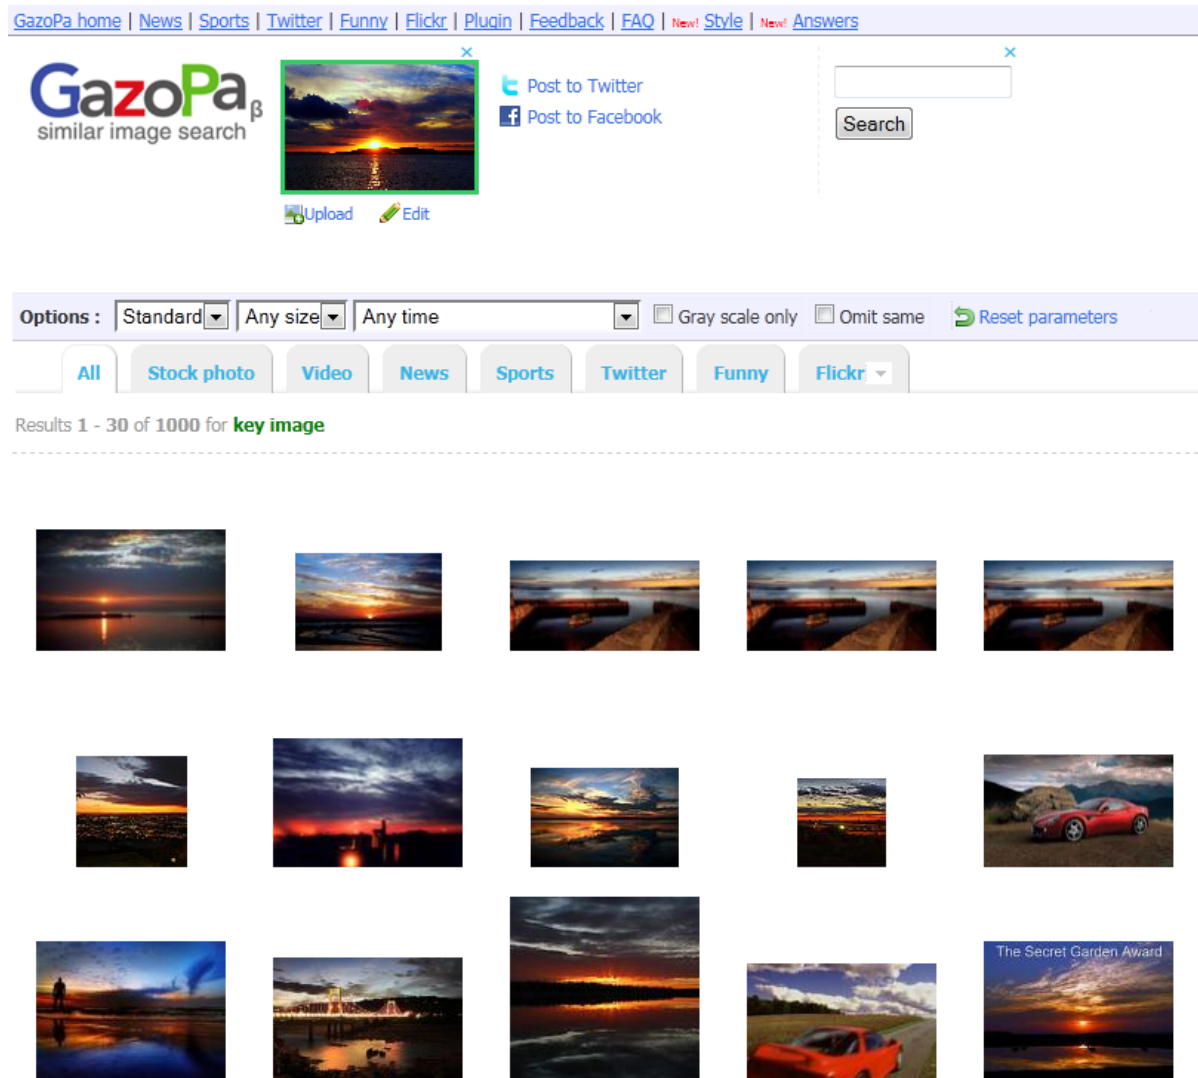 GazoPa home | News | Sports | Twitter | Funny | Flickr | Plugin | Feedback | FAQ | New! Style | New! Answers
GazoPa β
similar image search
Post to Twitter
Post to Facebook
Search
Upload Edit
Options : Standard Any size Any time Gray scale only Omit same Reset parameters
All Stock photo Video News Sports Twitter Funny Flickr
Results 1 - 30 of 1000 for key image
The Secret Garden Award